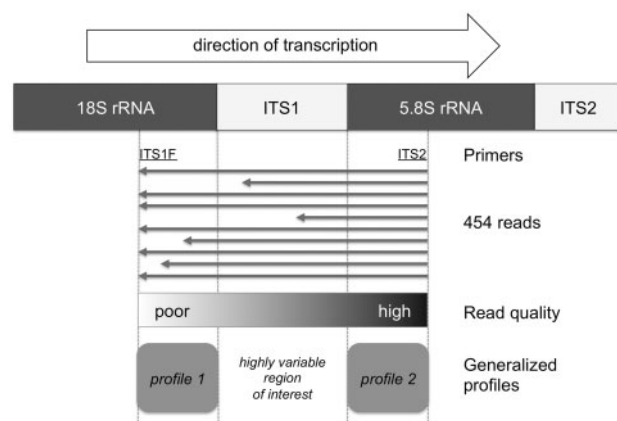 direction of transcription
18S rRNA ITS1 5.8S rRNA ITS2
ITS1F ITS2 Primers
454 reads
poor high Read quality
profile 1 highly variable region of interest profile 2 Generalized profiles